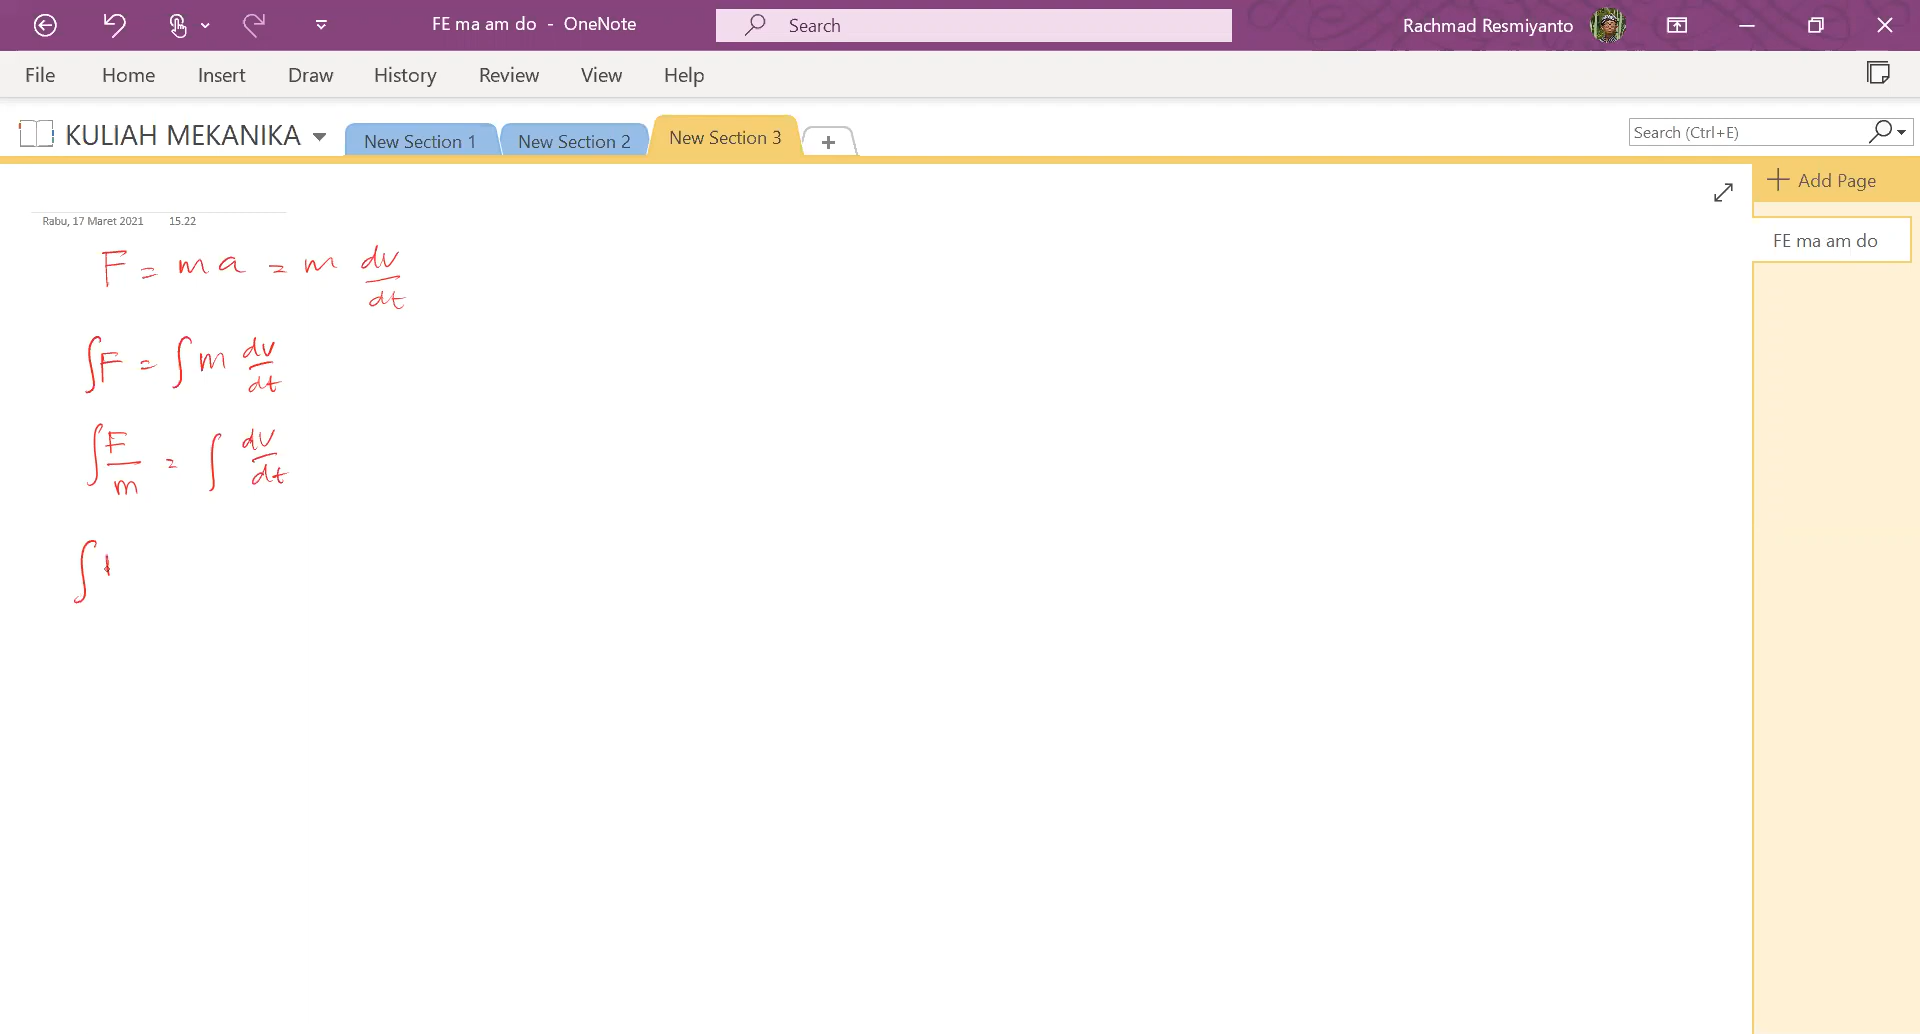 FE ma am do - OneNote
Search
Rachmad Resmiyanto
File Home Insert Draw History Review View Help
KULIAH MEKANIKA
New Section 1
New Section 2
New Section 3
Search (Ctrl+E)
Add Page
FE ma am do
Rabu, 17 Maret 2021 15.22
F = ma = m dv/dt
∫F = ∫ m dv/dt
∫ F/m = ∫ dv/dt
∫